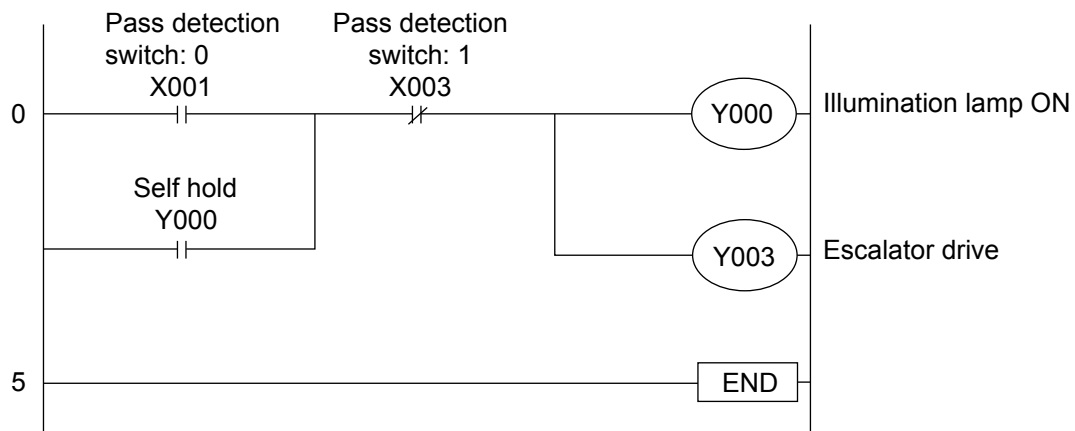 Pass detection
switch: 0
X001
Pass detection
switch: 1
X003
0
Y000
Illumination lamp ON
Self hold
Y000
Y003
Escalator drive
5
END